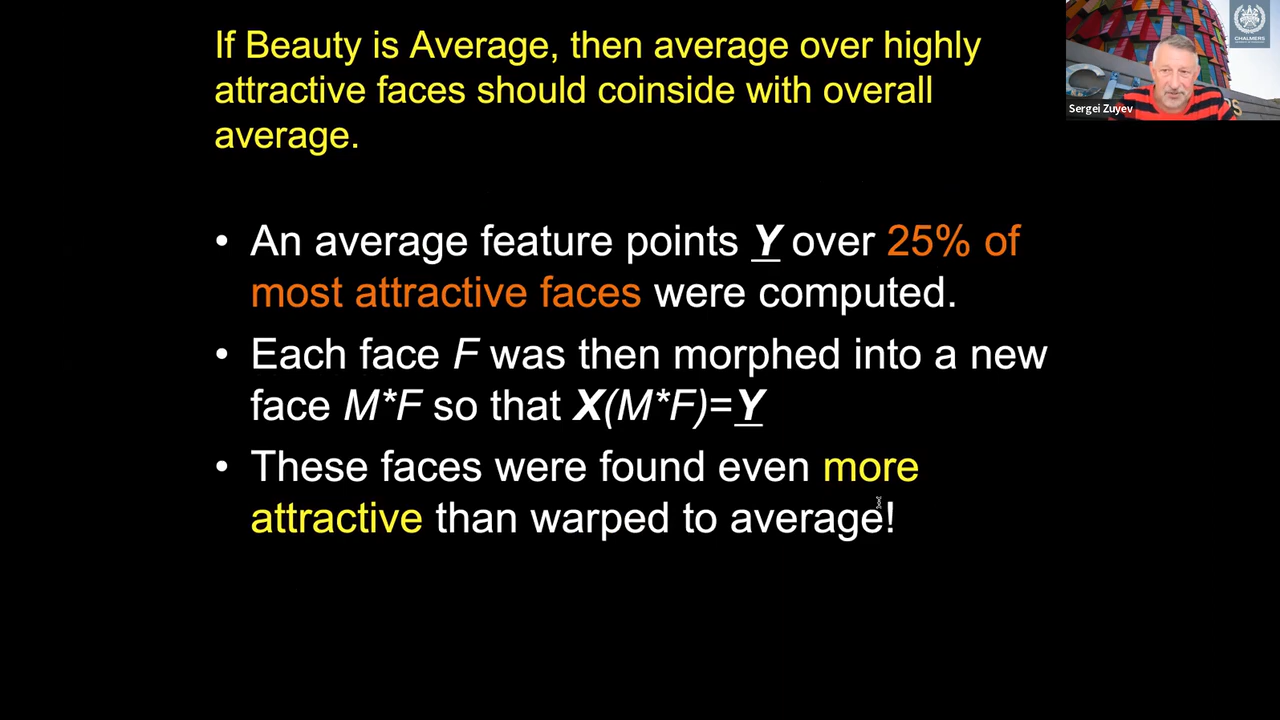 If Beauty is Average, then average over highly
attractive faces should coinside with overall
average.
CHALMERS
Sergei Zuyev
• An average feature points Y over 25% of
most attractive faces were computed.
• Each face F was then morphed into a new
face M*F so that X(M*F)=Y
• These faces were found even more
attractive than warped to average!